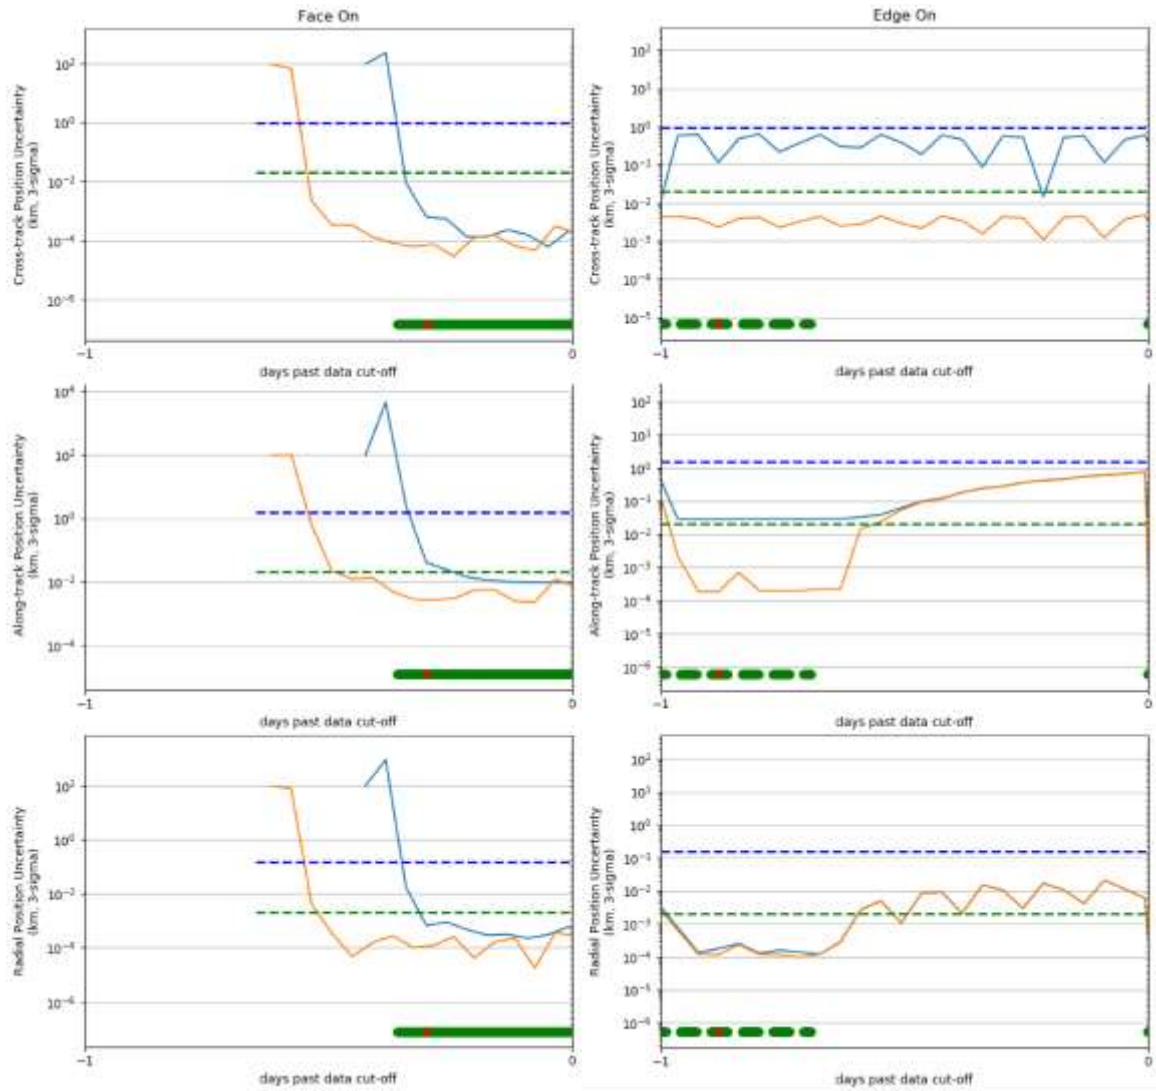 Face On
Cross-track Position Uncertainty
(km, 3-sigma)
10²
10⁰
10⁻²
10⁻⁴
10⁻⁶
−1
0
days past data cut-off
Edge On
Cross-track Position Uncertainty
(km, 3-sigma)
10²
10¹
10⁰
10⁻¹
10⁻²
10⁻³
10⁻⁴
10⁻⁵
−1
0
days past data cut-off
Along-track Position Uncertainty
(km, 3-sigma)
10⁴
10²
10⁰
10⁻²
10⁻⁴
−1
0
days past data cut-off
Along-track Position Uncertainty
(km, 3-sigma)
10²
10¹
10⁰
10⁻¹
10⁻²
10⁻³
10⁻⁴
10⁻⁵
10⁻⁶
−1
0
days past data cut-off
Radial Position Uncertainty
(km, 3-sigma)
10²
10⁰
10⁻²
10⁻⁴
10⁻⁶
−1
0
days past data cut-off
Radial Position Uncertainty
(km, 3-sigma)
10²
10¹
10⁰
10⁻¹
10⁻²
10⁻³
10⁻⁴
10⁻⁵
10⁻⁶
−1
0
days past data cut-off